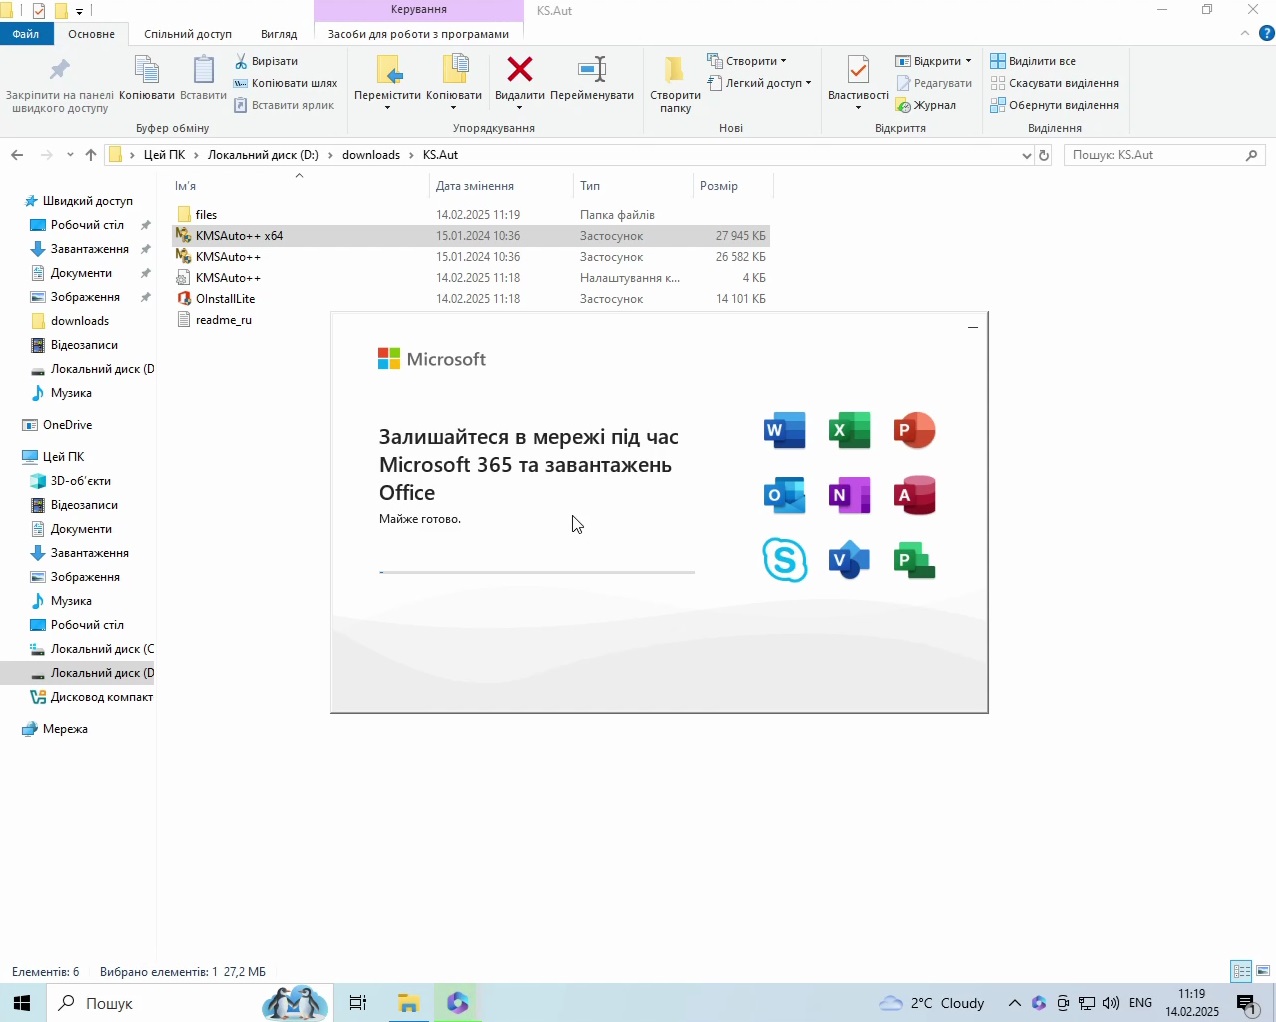 Керування
KS.Aut
Файл
Основне
Спільний доступ
Вигляд
Засоби для роботи з програмами
Закріпити на панелі швидкого доступу
Копіювати
Вставити
Вирізати
Копіювати шлях
Вставити ярлик
Буфер обміну
Перемістити
Копіювати
Видалити
Перейменувати
Упорядкування
Створити папку
Створити
Легкий доступ
Нові
Властивості
Відкрити
Редагувати
Журнал
Відкриття
Виділити все
Скасувати виділення
Обернути виділення
Виділення
Цей ПК > Локальний диск (D:) > downloads > KS.Aut
Пошук: KS.Aut
Ім'я Дата змінення Тип Розмір
files 14.02.2025 11:19 Папка файлів
KMSAuto++ x64 15.01.2024 10:36 Застосунок 27 945 КБ
KMSAuto++ 15.01.2024 10:36 Застосунок 26 582 КБ
KMSAuto++ 14.02.2025 11:18 Налаштування к... 4 КБ
OInstallLite 14.02.2025 11:18 Застосунок 14 101 КБ
readme_ru
Швидкий доступ
Робочий стіл
Завантаження
Документи
Зображення
downloads
Відеозаписи
Локальний диск (D
Музика
OneDrive
Цей ПК
3D-об'єкти
Відеозаписи
Документи
Завантаження
Зображення
Музика
Робочий стіл
Локальний диск (C
Локальний диск (D
Дисковод компакт
Мережа
Microsoft
Залишайтеся в мережі під час
Microsoft 365 та завантажень
Office
Майже готово.
W X P
O N A
S V P
Елементів: 6 Вибрано елементів: 1 27,2 МБ
Пошук
2°C Cloudy
ENG
11:19
14.02.2025
1